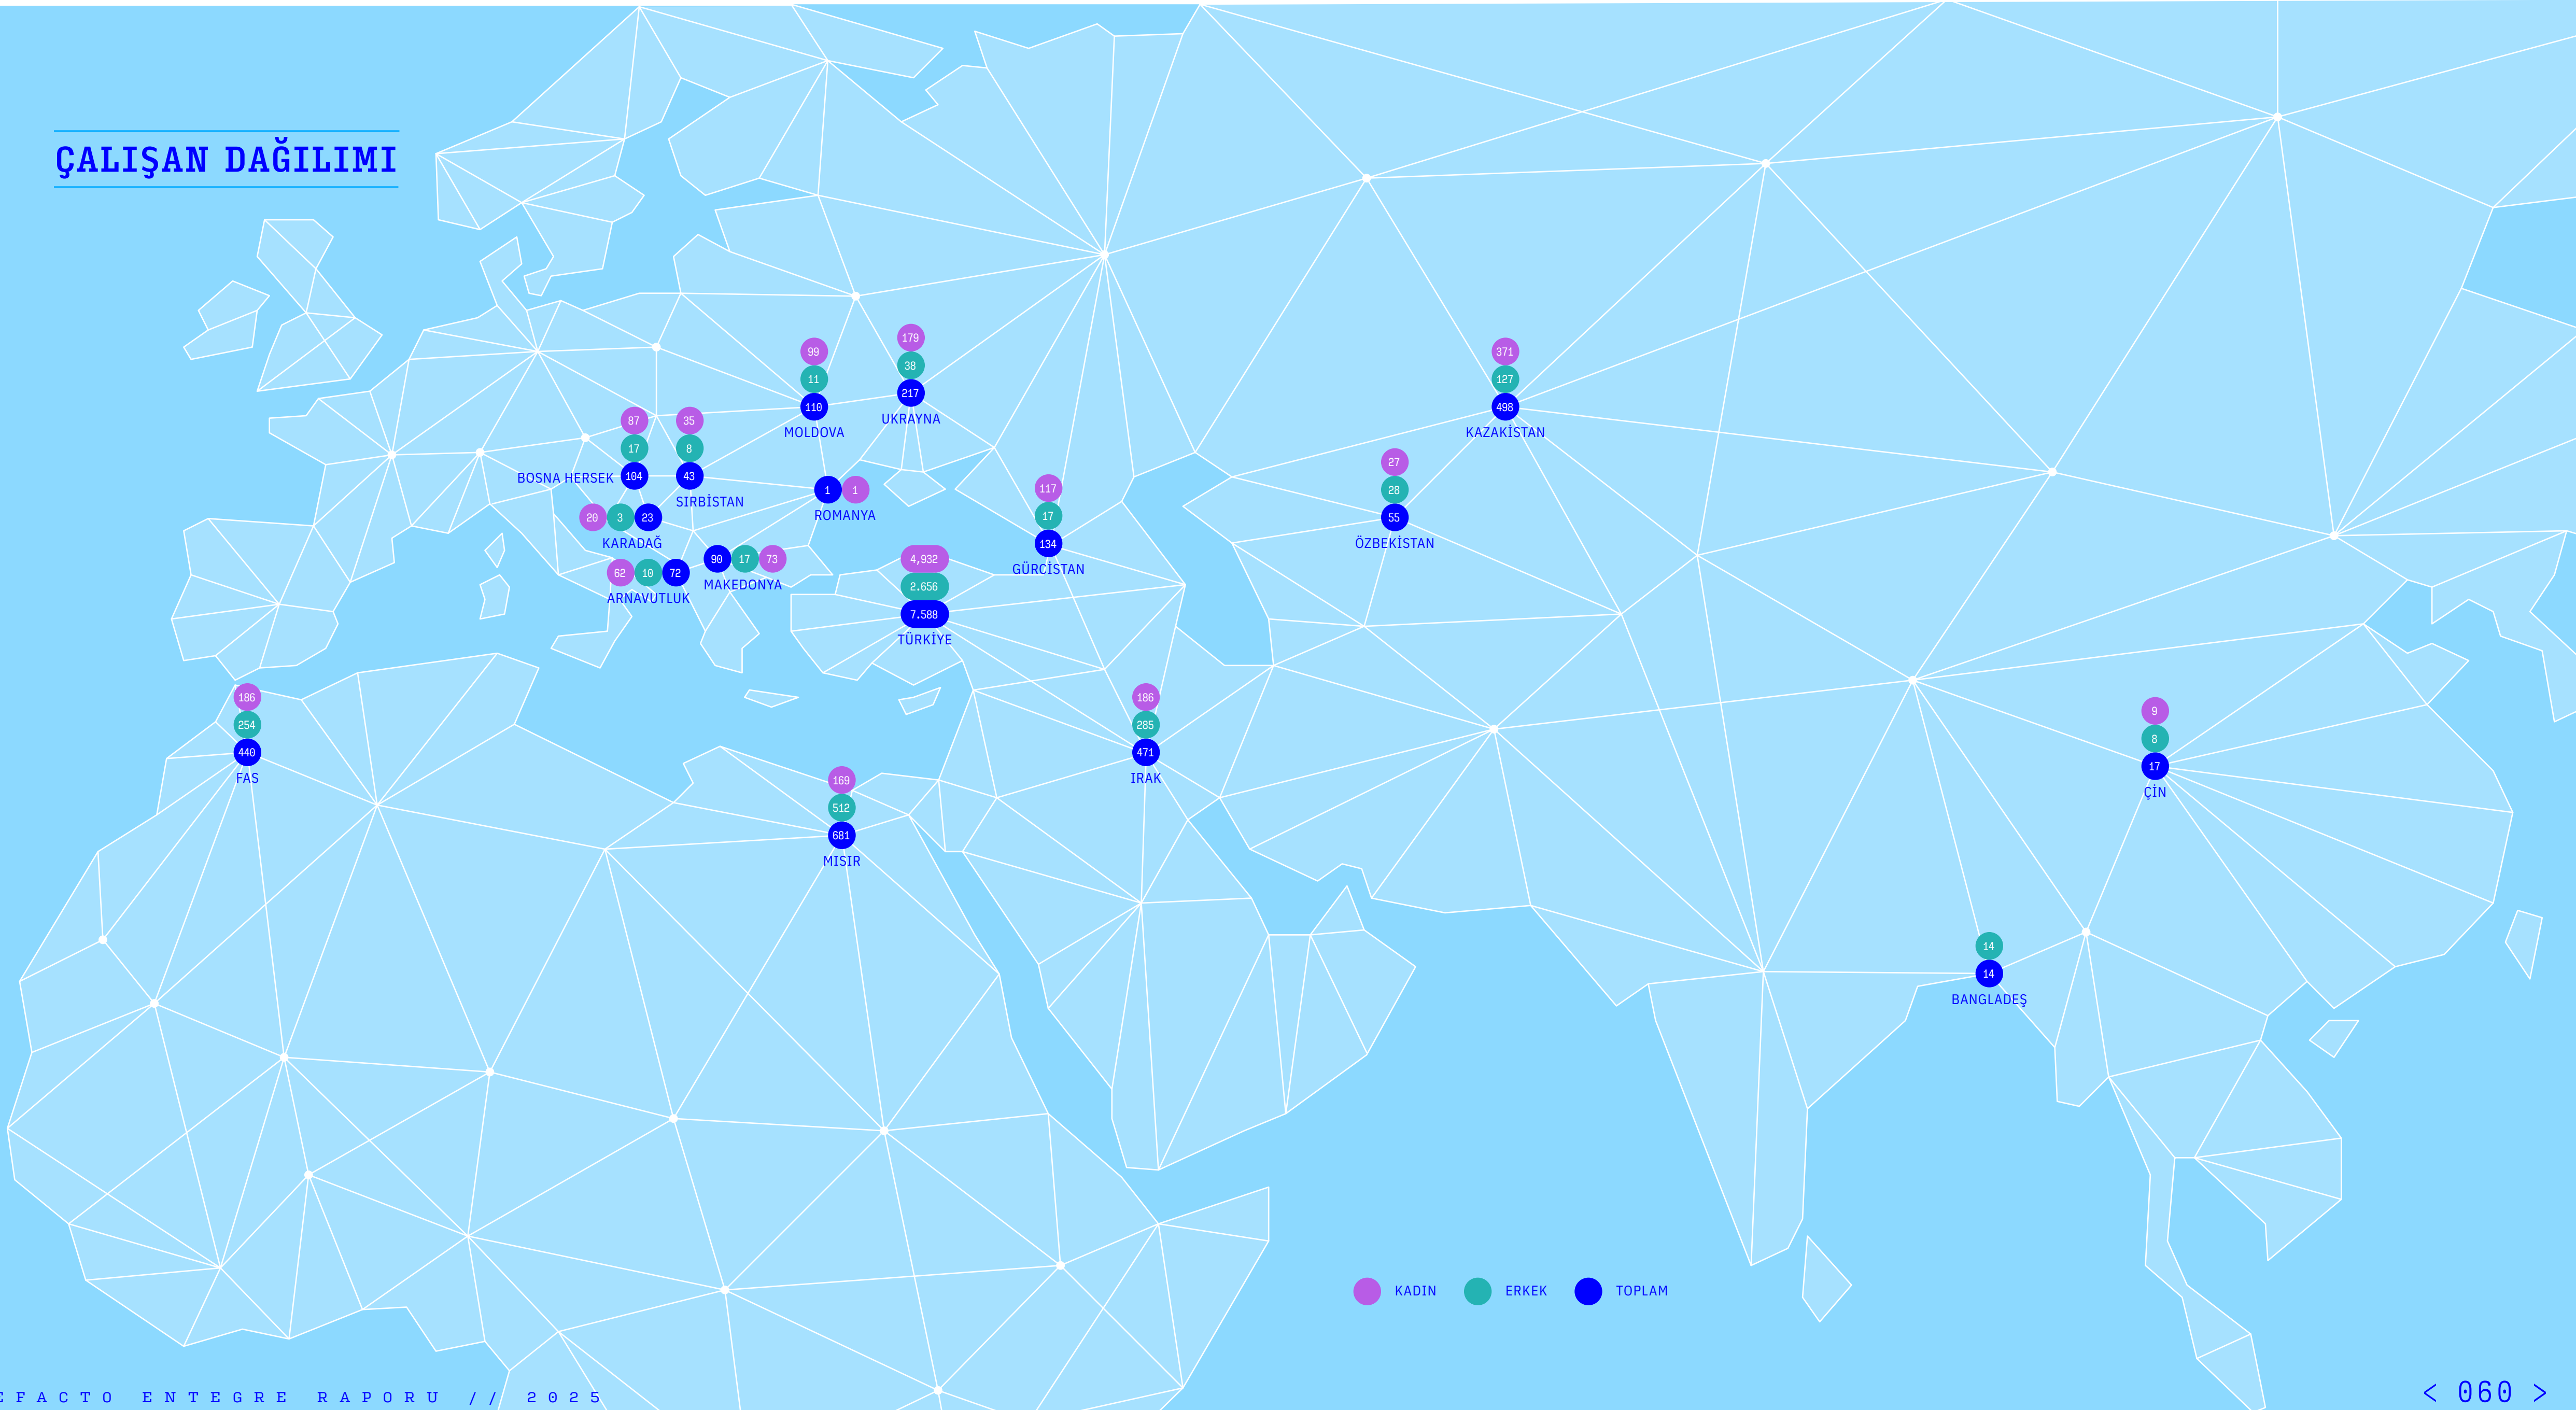 ÇALIŞAN DAĞILIMI
179
38
217
UKRAYNA
99
11
110
MOLDOVA
371
127
498
KAZAKİSTAN
87
17
BOSNA HERSEK 104
35
8
43
SIRBİSTAN
27
28
55
ÖZBEKİSTAN
1 1
ROMANYA
117
17
134
GÜRCİSTAN
20 3 23
KARADAĞ
90 17 73
MAKEDONYA
62 10 72
ARNAVUTLUK
4,932
2.656
7.588
TÜRKİYE
186
254
440
FAS
186
285
471
IRAK
9
8
17
ÇİN
169
512
681
MISIR
14
14
BANGLADEŞ
KADIN ERKEK TOPLAM
EFACTO ENTEGRE RAPORU // 2025
< 060 >